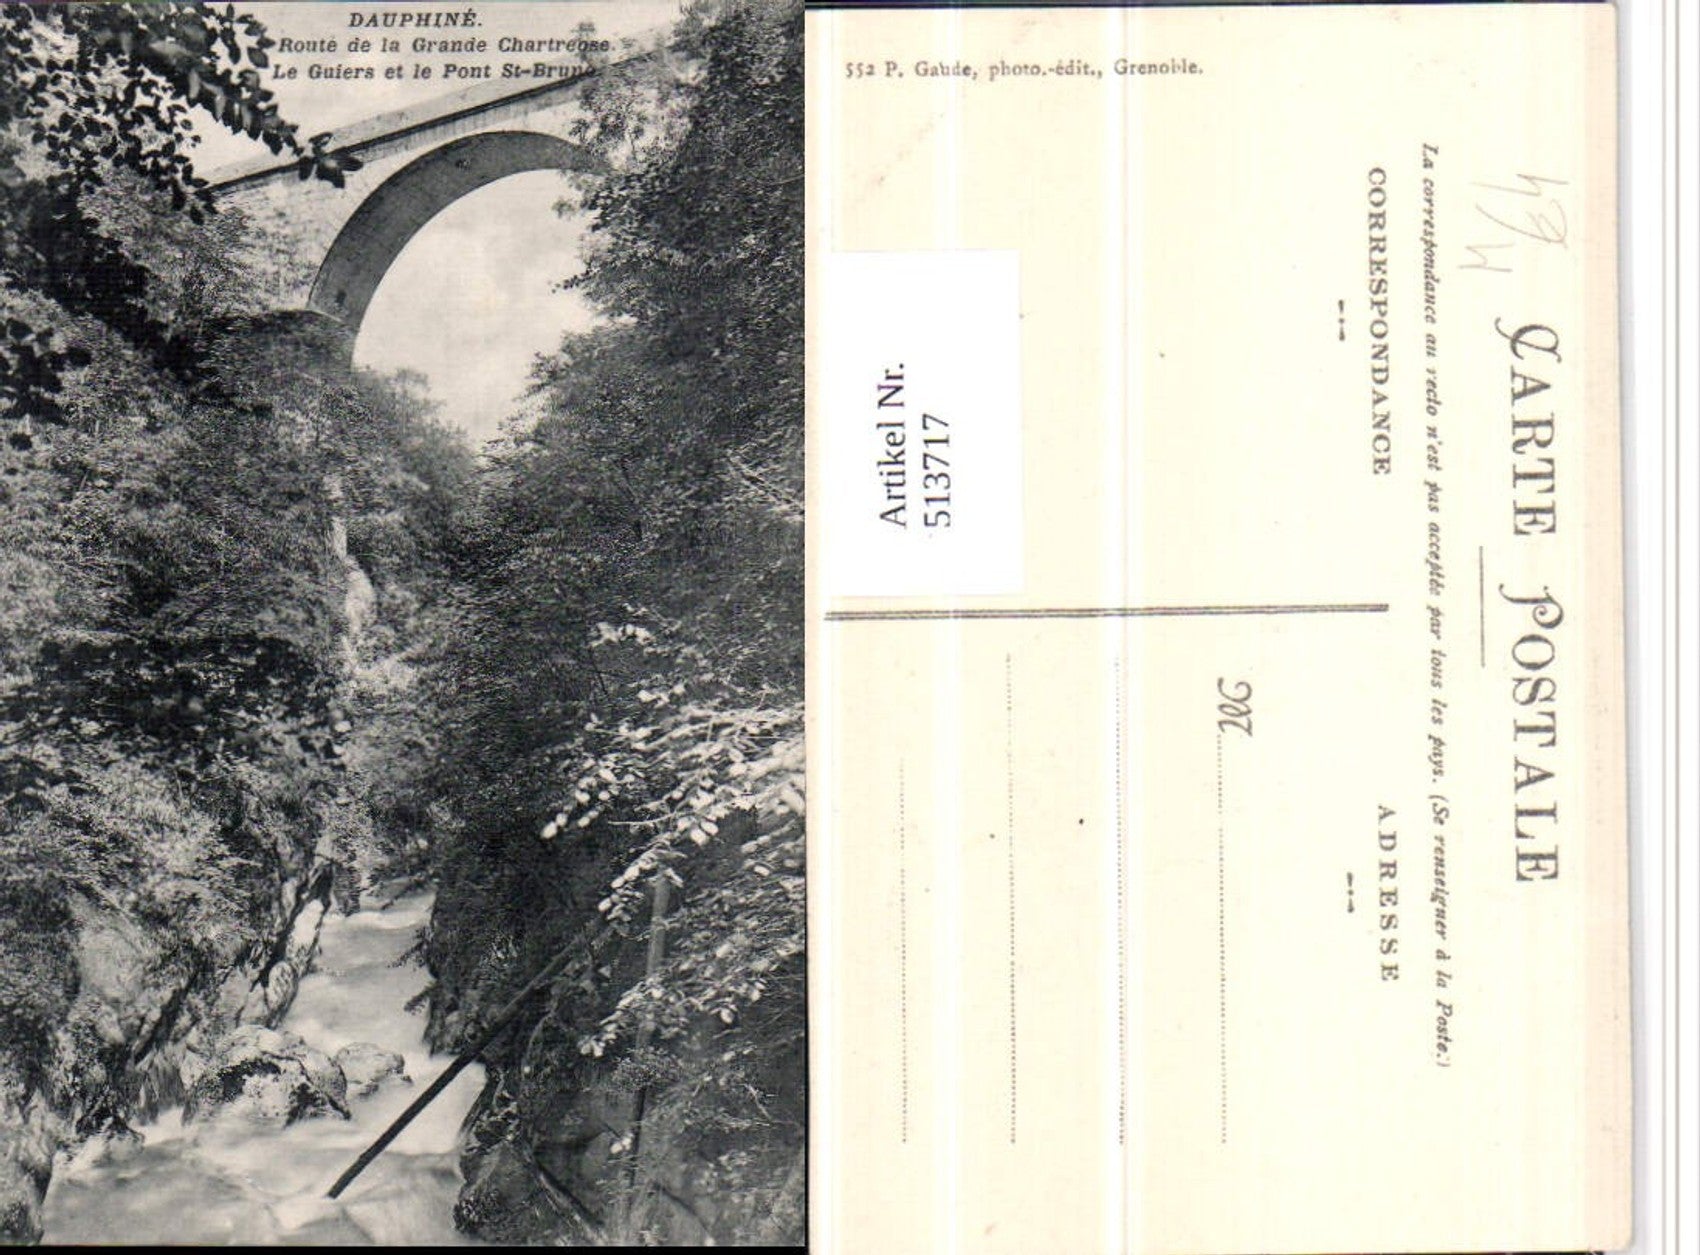 DAUPHINÉ.
Route de la Grande Chartreuse.
Le Guiers et le Pont St-Bruno.
552 P. Gaude, photo.-édit., Grenoble.
Artikel Nr.
513717
CARTE POSTALE
La correspondance au recto n'est pas acceptée par tous les pays. (Se renseigner à la Poste.)
CORRESPONDANCE
ADRESSE
M